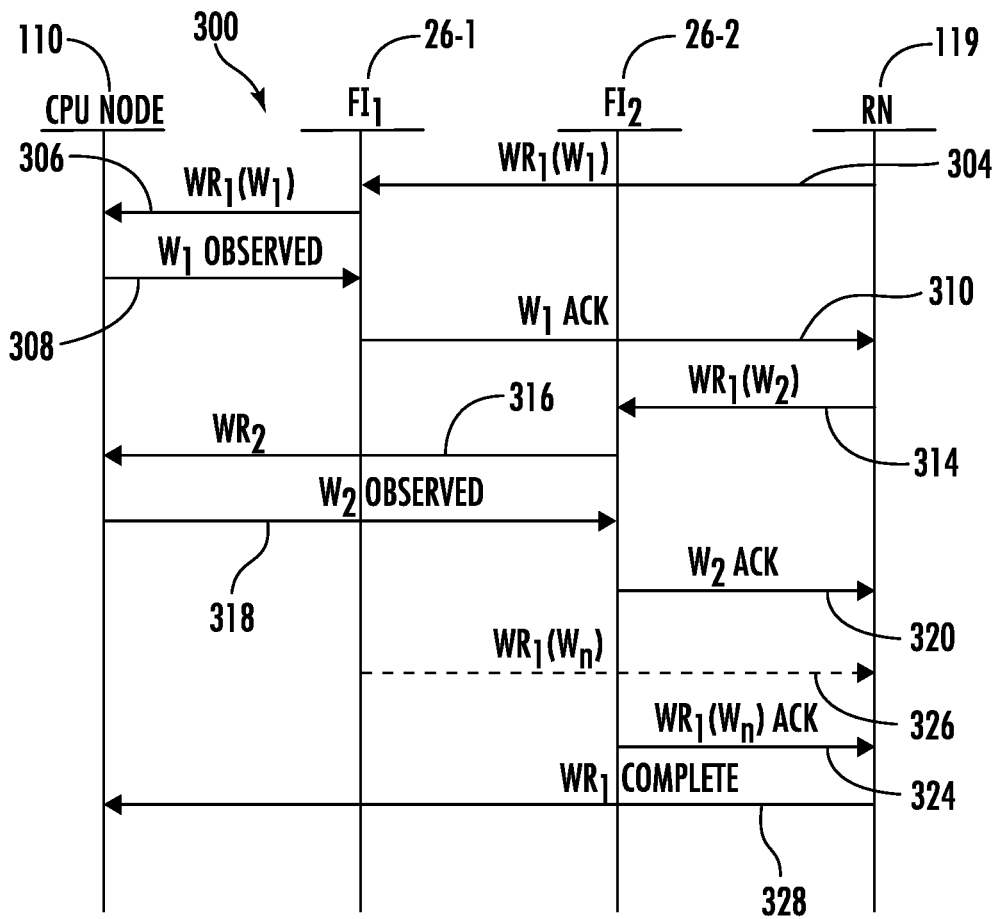 110 300 26-1 26-2 119
CPU NODE FI1 FI2 RN
306 WR1(W1) WR1(W1) 304
W1 OBSERVED
308 W1 ACK 310
316 WR1(W2)
WR2 314
W2 OBSERVED
318 W2 ACK 320
WR1(Wn) 326
WR1(Wn) ACK
WR1 COMPLETE 324
328